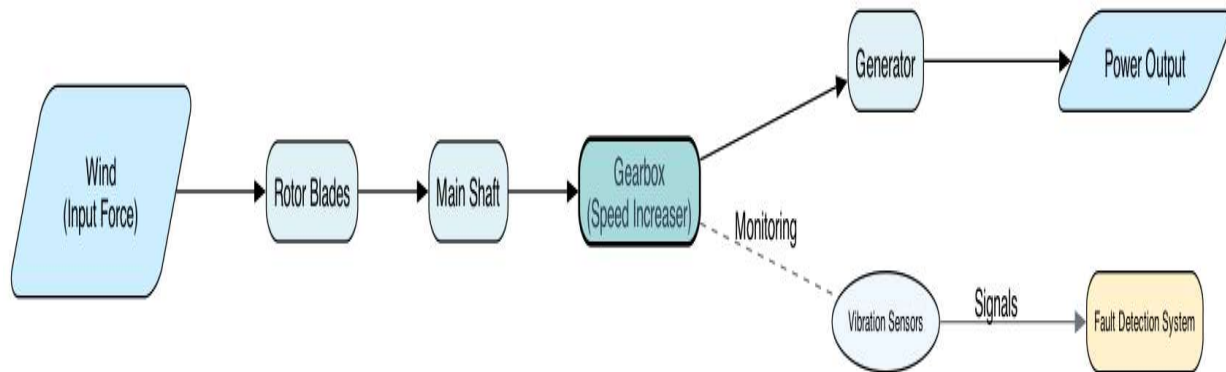 Wind
(Input Force)
Rotor Blades
Main Shaft
Gearbox
(Speed Increaser)
Generator
Power Output
Monitoring
Vibration Sensors
Signals
Fault Detection System